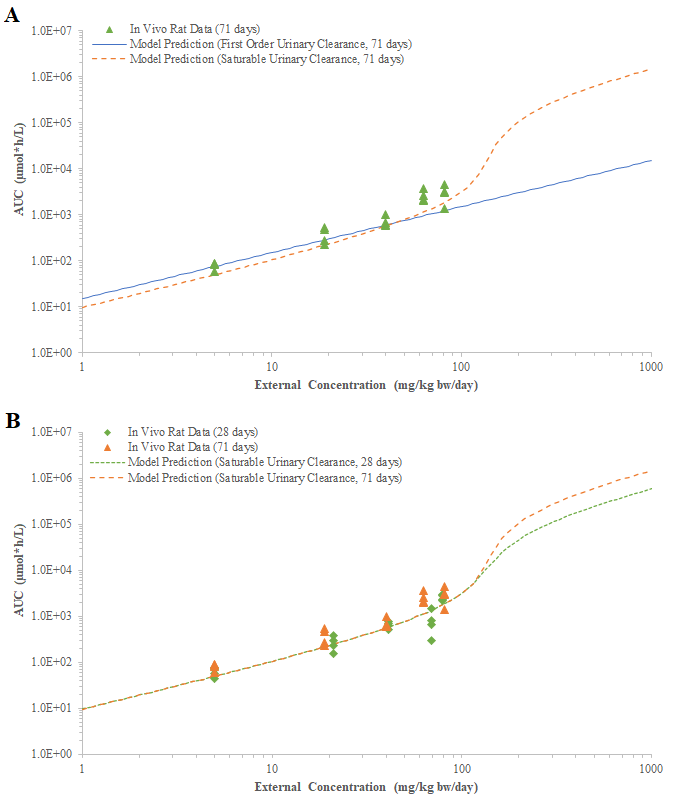 A
In Vivo Rat Data (71 days)
Model Prediction (First Order Urinary Clearance, 71 days)
Model Prediction (Saturable Urinary Clearance, 71 days)
1.0E+07
1.0E+06
1.0E+05
1.0E+04
1.0E+03
1.0E+02
1.0E+01
1.0E+00
AUC (µmol*h/L)
1 10 100 1000
External Concentration (mg/kg bw/day)
B
In Vivo Rat Data (28 days)
In Vivo Rat Data (71 days)
Model Prediction (Saturable Urinary Clearance, 28 days)
Model Prediction (Saturable Urinary Clearance, 71 days)
1.0E+07
1.0E+06
1.0E+05
1.0E+04
1.0E+03
1.0E+02
1.0E+01
1.0E+00
AUC (µmol*h/L)
1 10 100 1000
External Concentration (mg/kg bw/day)